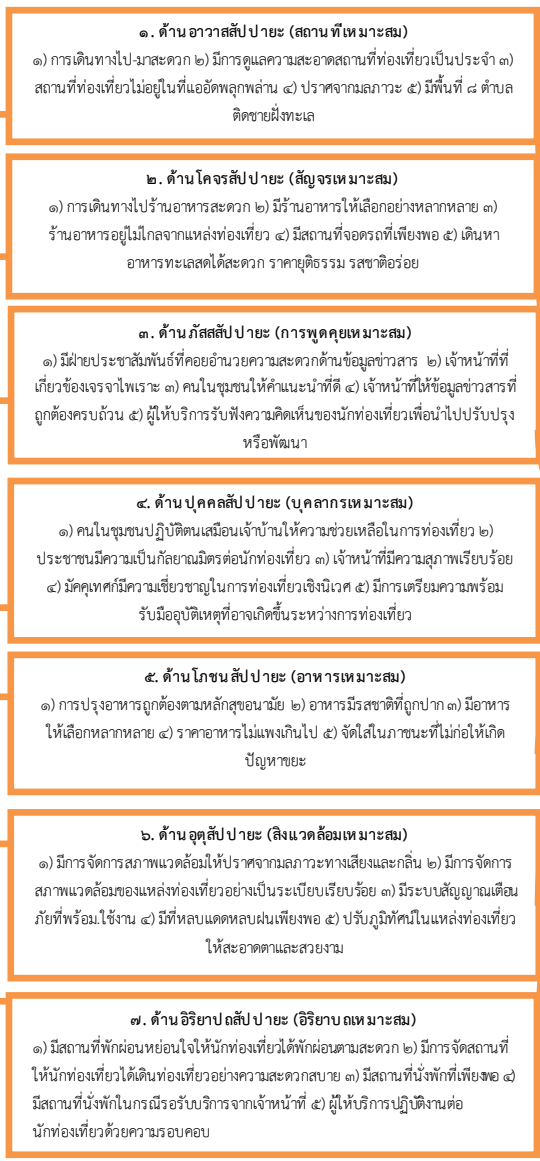 ๑. ด้านอาวาสสัปปายะ (สถานที่เหมาะสม)
๑) การเดินทางไป-มาสะดวก ๒) มีการดูแลความสะอาดสถานที่ท่องเที่ยวเป็นประจำ ๓)
สถานที่ท่องเที่ยวไม่อยู่ในที่แออัดพลุกพล่าน ๔) ปราศจากมลภาวะ ๕) มีพื้นที่ ๘ ตำบล
ติดชายฝั่งทะเล
๒. ด้านโคจรสัปปายะ (สัญจรเหมาะสม)
๑) การเดินทางไปร้านอาหารสะดวก ๒) มีร้านอาหารให้เลือกอย่างหลากหลาย ๓)
ร้านอาหารอยู่ไม่ไกลจากแหล่งท่องเที่ยว ๔) มีสถานที่จอดรถที่เพียงพอ ๕) เดินหา
อาหารทะเลสดได้สะดวก ราคายุติธรรม รสชาติอร่อย
๓. ด้านภัสสสัปปายะ (การพูดคุยเหมาะสม)
๑) มีฝ่ายประชาสัมพันธ์ที่คอยอำนวยความสะดวกด้านข้อมูลข่าวสาร ๒) เจ้าหน้าที่ที่
เกี่ยวข้องเจรจาไพเราะ ๓) คนในชุมชนให้คำแนะนำที่ดี ๔) เจ้าหน้าที่ให้ข้อมูลข่าวสารที่
ถูกต้องครบถ้วน ๕) ผู้ให้บริการรับฟังความคิดเห็นของนักท่องเที่ยวเพื่อนำไปปรับปรุง
หรือพัฒนา
๔. ด้านปุคคลสัปปายะ (บุคลากรเหมาะสม)
๑) คนในชุมชนปฏิบัติตนเสมือนเจ้าบ้านให้ความช่วยเหลือในการท่องเที่ยว ๒)
ประชาชนมีความเป็นกัลยาณมิตรต่อนักท่องเที่ยว ๓) เจ้าหน้าที่มีความสุภาพเรียบร้อย
๔) มัคคุเทศก์มีความเชี่ยวชาญในการท่องเที่ยวเชิงนิเวศ ๕) มีการเตรียมความพร้อม
รับมืออุบัติเหตุที่อาจเกิดขึ้นระหว่างการท่องเที่ยว
๕. ด้านโภชนสัปปายะ (อาหารเหมาะสม)
๑) การปรุงอาหารถูกต้องตามหลักสุขอนามัย ๒) อาหารมีรสชาติที่ถูกปาก ๓) มีอาหาร
ให้เลือกหลากหลาย ๔) ราคาอาหารไม่แพงเกินไป ๕) จัดใส่ในภาชนะที่ไม่ก่อให้เกิด
ปัญหาขยะ
๖. ด้านอุตุสัปปายะ (สิ่งแวดล้อมเหมาะสม)
๑) มีการจัดการสภาพแวดล้อมให้ปราศจากมลภาวะทางเสียงและกลิ่น ๒) มีการจัดการ
สภาพแวดล้อมของแหล่งท่องเที่ยวอย่างเป็นระเบียบเรียบร้อย ๓) มีระบบสัญญาณเตือน
ภัยที่พร้อมใช้งาน ๔) มีที่หลบแดดหลบฝนเพียงพอ ๕) ปรับภูมิทัศน์ในแหล่งท่องเที่ยว
ให้สะอาดตาและสวยงาม
๗. ด้านอิริยาปถสัปปายะ (อิริยาบถเหมาะสม)
๑) มีสถานที่พักผ่อนหย่อนใจให้นักท่องเที่ยวได้พักผ่อนตามสะดวก ๒) มีการจัดสถานที่
ให้นักท่องเที่ยวได้เดินท่องเที่ยวอย่างความสะดวกสบาย ๓) มีสถานที่นั่งพักที่เพียงพอ ๔)
มีสถานที่นั่งพักในกรณีรอรับบริการจากเจ้าหน้าที่ ๕) ผู้ให้บริการปฏิบัติงานต่อ
นักท่องเที่ยวด้วยความรอบคอบ